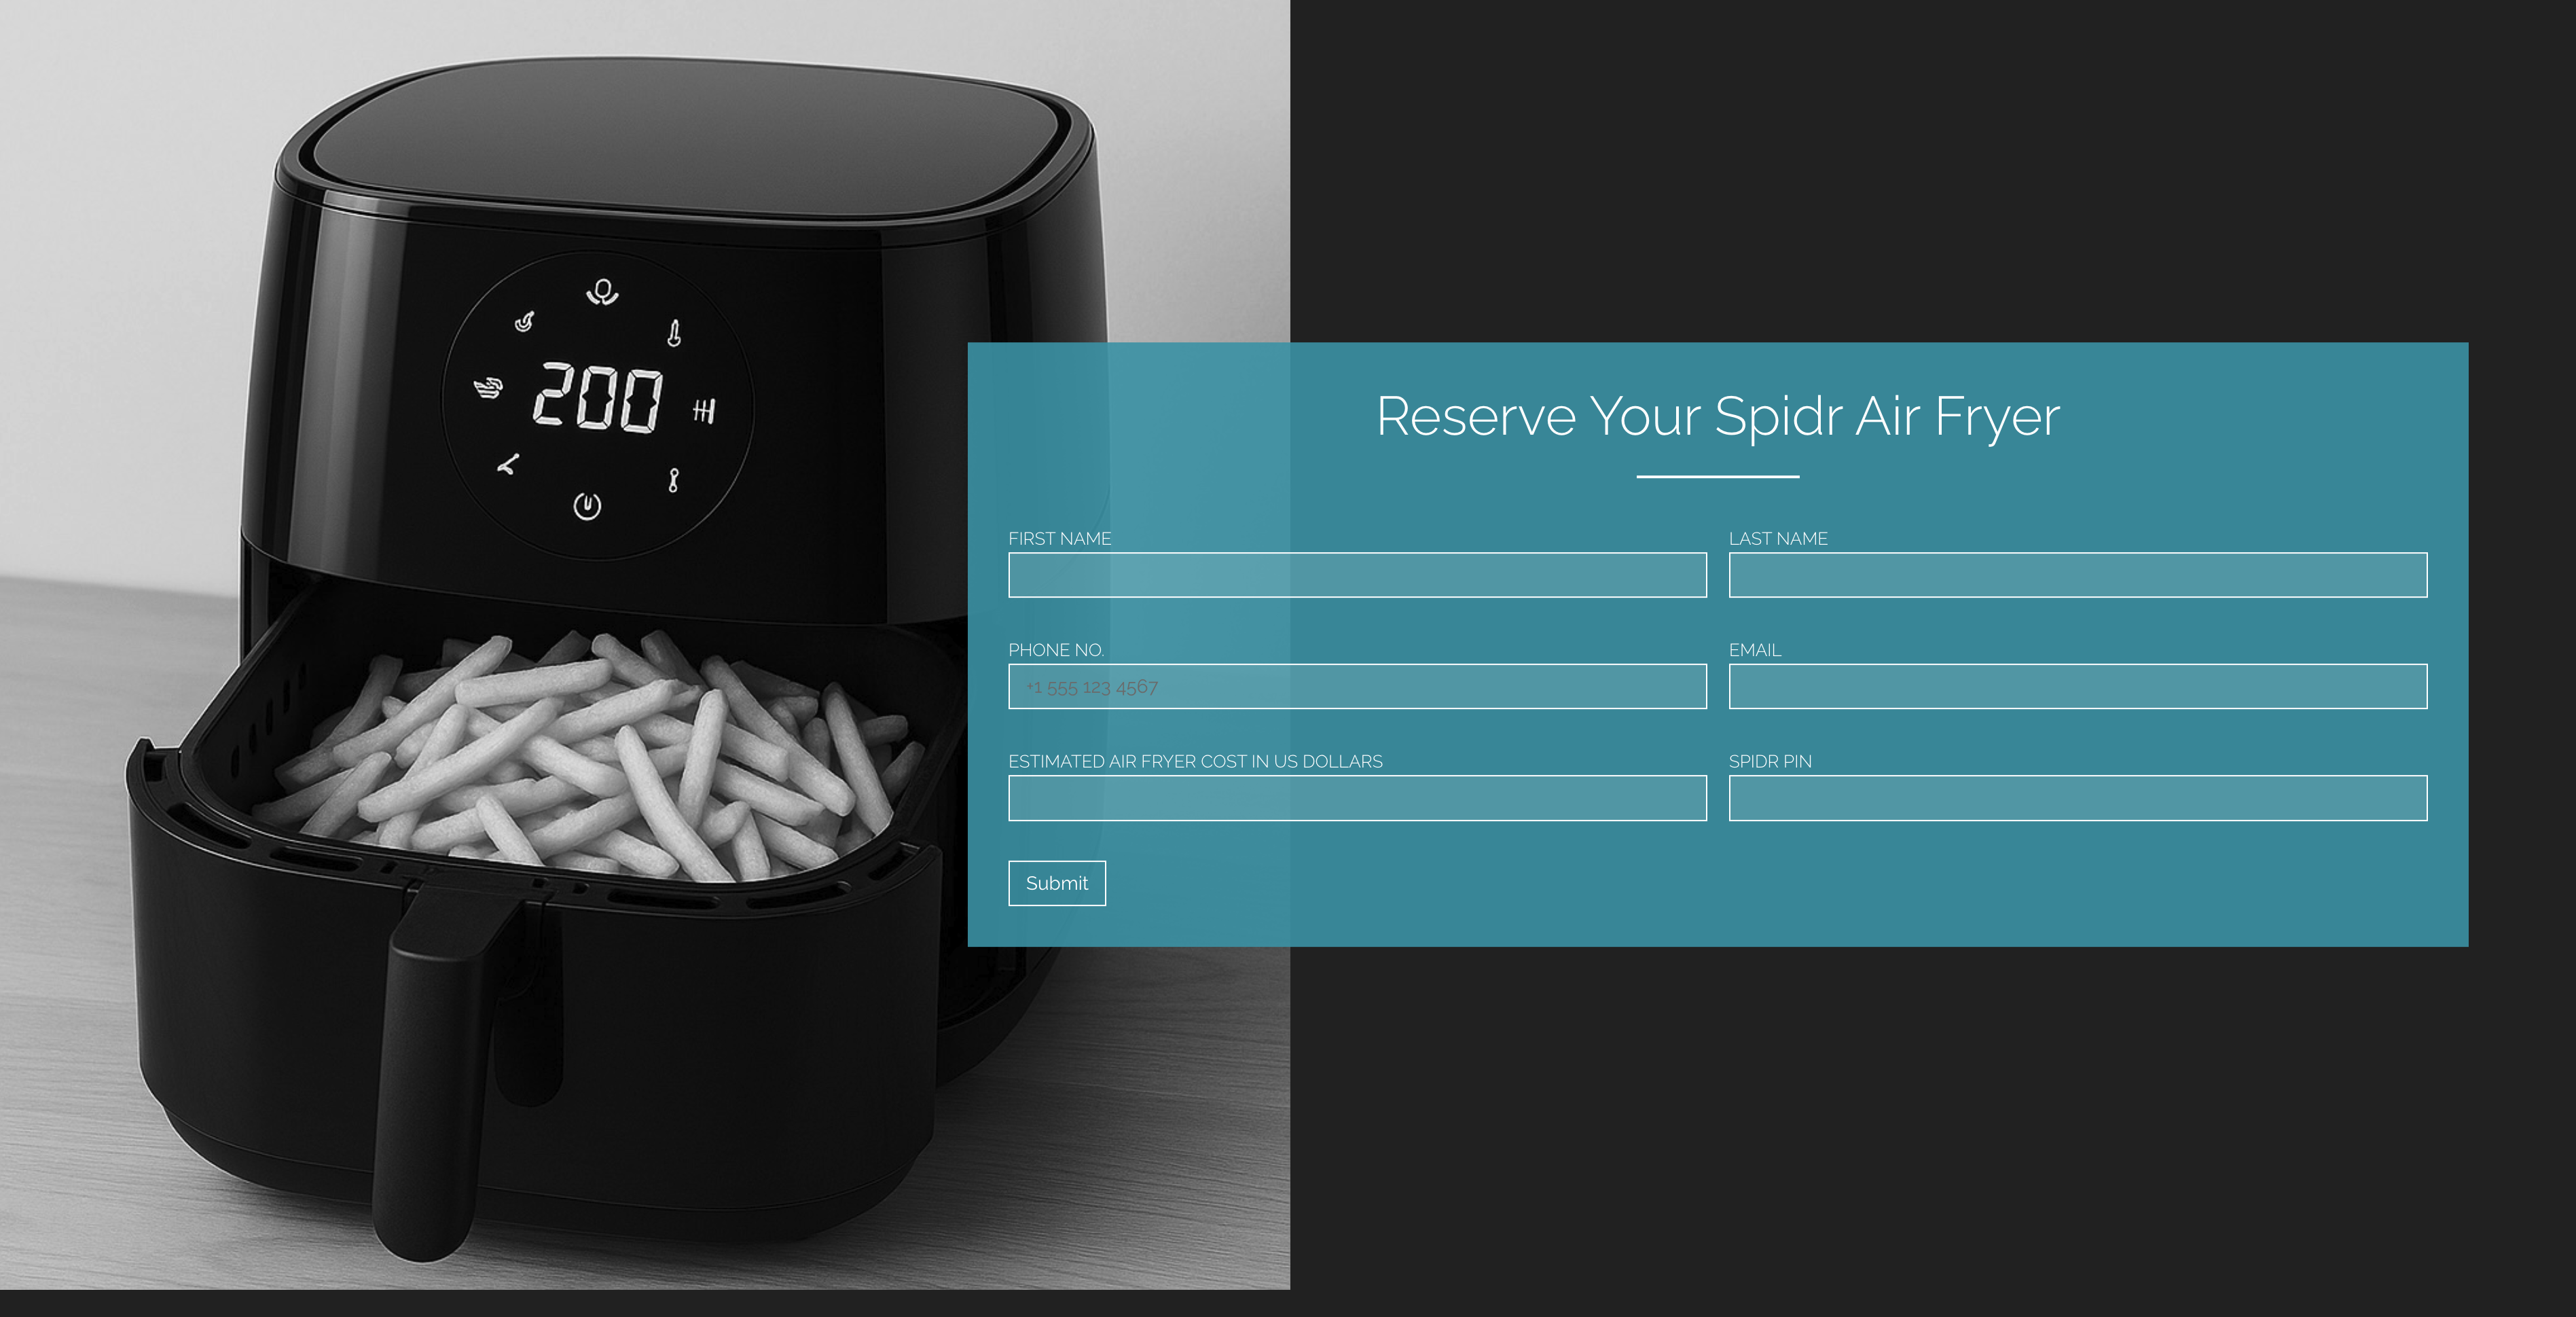 200
Reserve Your Spidr Air Fryer
FIRST NAME
LAST NAME
PHONE NO.
EMAIL
+1 555 123 4567
ESTIMATED AIR FRYER COST IN US DOLLARS
SPIDR PIN
Submit